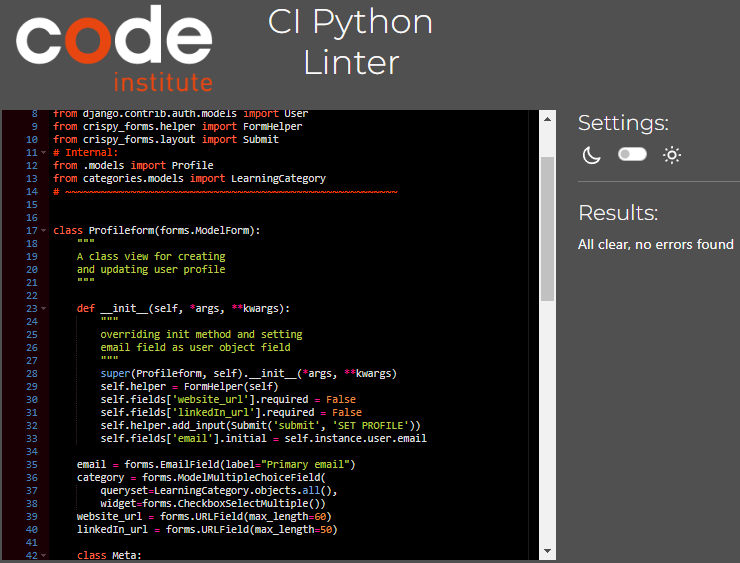 code
institute
CI Python
Linter
8 from django.contrib.auth.models import User
9 from crispy_forms.helper import FormHelper
10 from crispy_forms.layout import Submit
11 # Internal:
12 from .models import Profile
13 from categories.models import LearningCategory
14 # ~~~~~~~~~~~~~~~~~~~~~~~~~~~~~~~~~~~~~~~~~~~~~~~~~~~~~~~~
15
16
17 class Profileform(forms.ModelForm):
18 """
19 A class view for creating
20 and updating user profile
21 """
22
23 def __init__(self, *args, **kwargs):
24 """
25 overriding init method and setting
26 email field as user object field
27 """
28 super(Profileform, self).__init__(*args, **kwargs)
29 self.helper = FormHelper(self)
30 self.fields['website_url'].required = False
31 self.fields['linkedIn_url'].required = False
32 self.helper.add_input(Submit('submit', 'SET PROFILE'))
33 self.fields['email'].initial = self.instance.user.email
34
35 email = forms.EmailField(label="Primary email")
36 category = forms.ModelMultipleChoiceField(
37 queryset=LearningCategory.objects.all(),
38 widget=forms.CheckboxSelectMultiple())
39 website_url = forms.URLField(max_length=60)
40 linkedIn_url = forms.URLField(max_length=50)
41
42 class Meta:
Settings:
Results:
All clear, no errors found